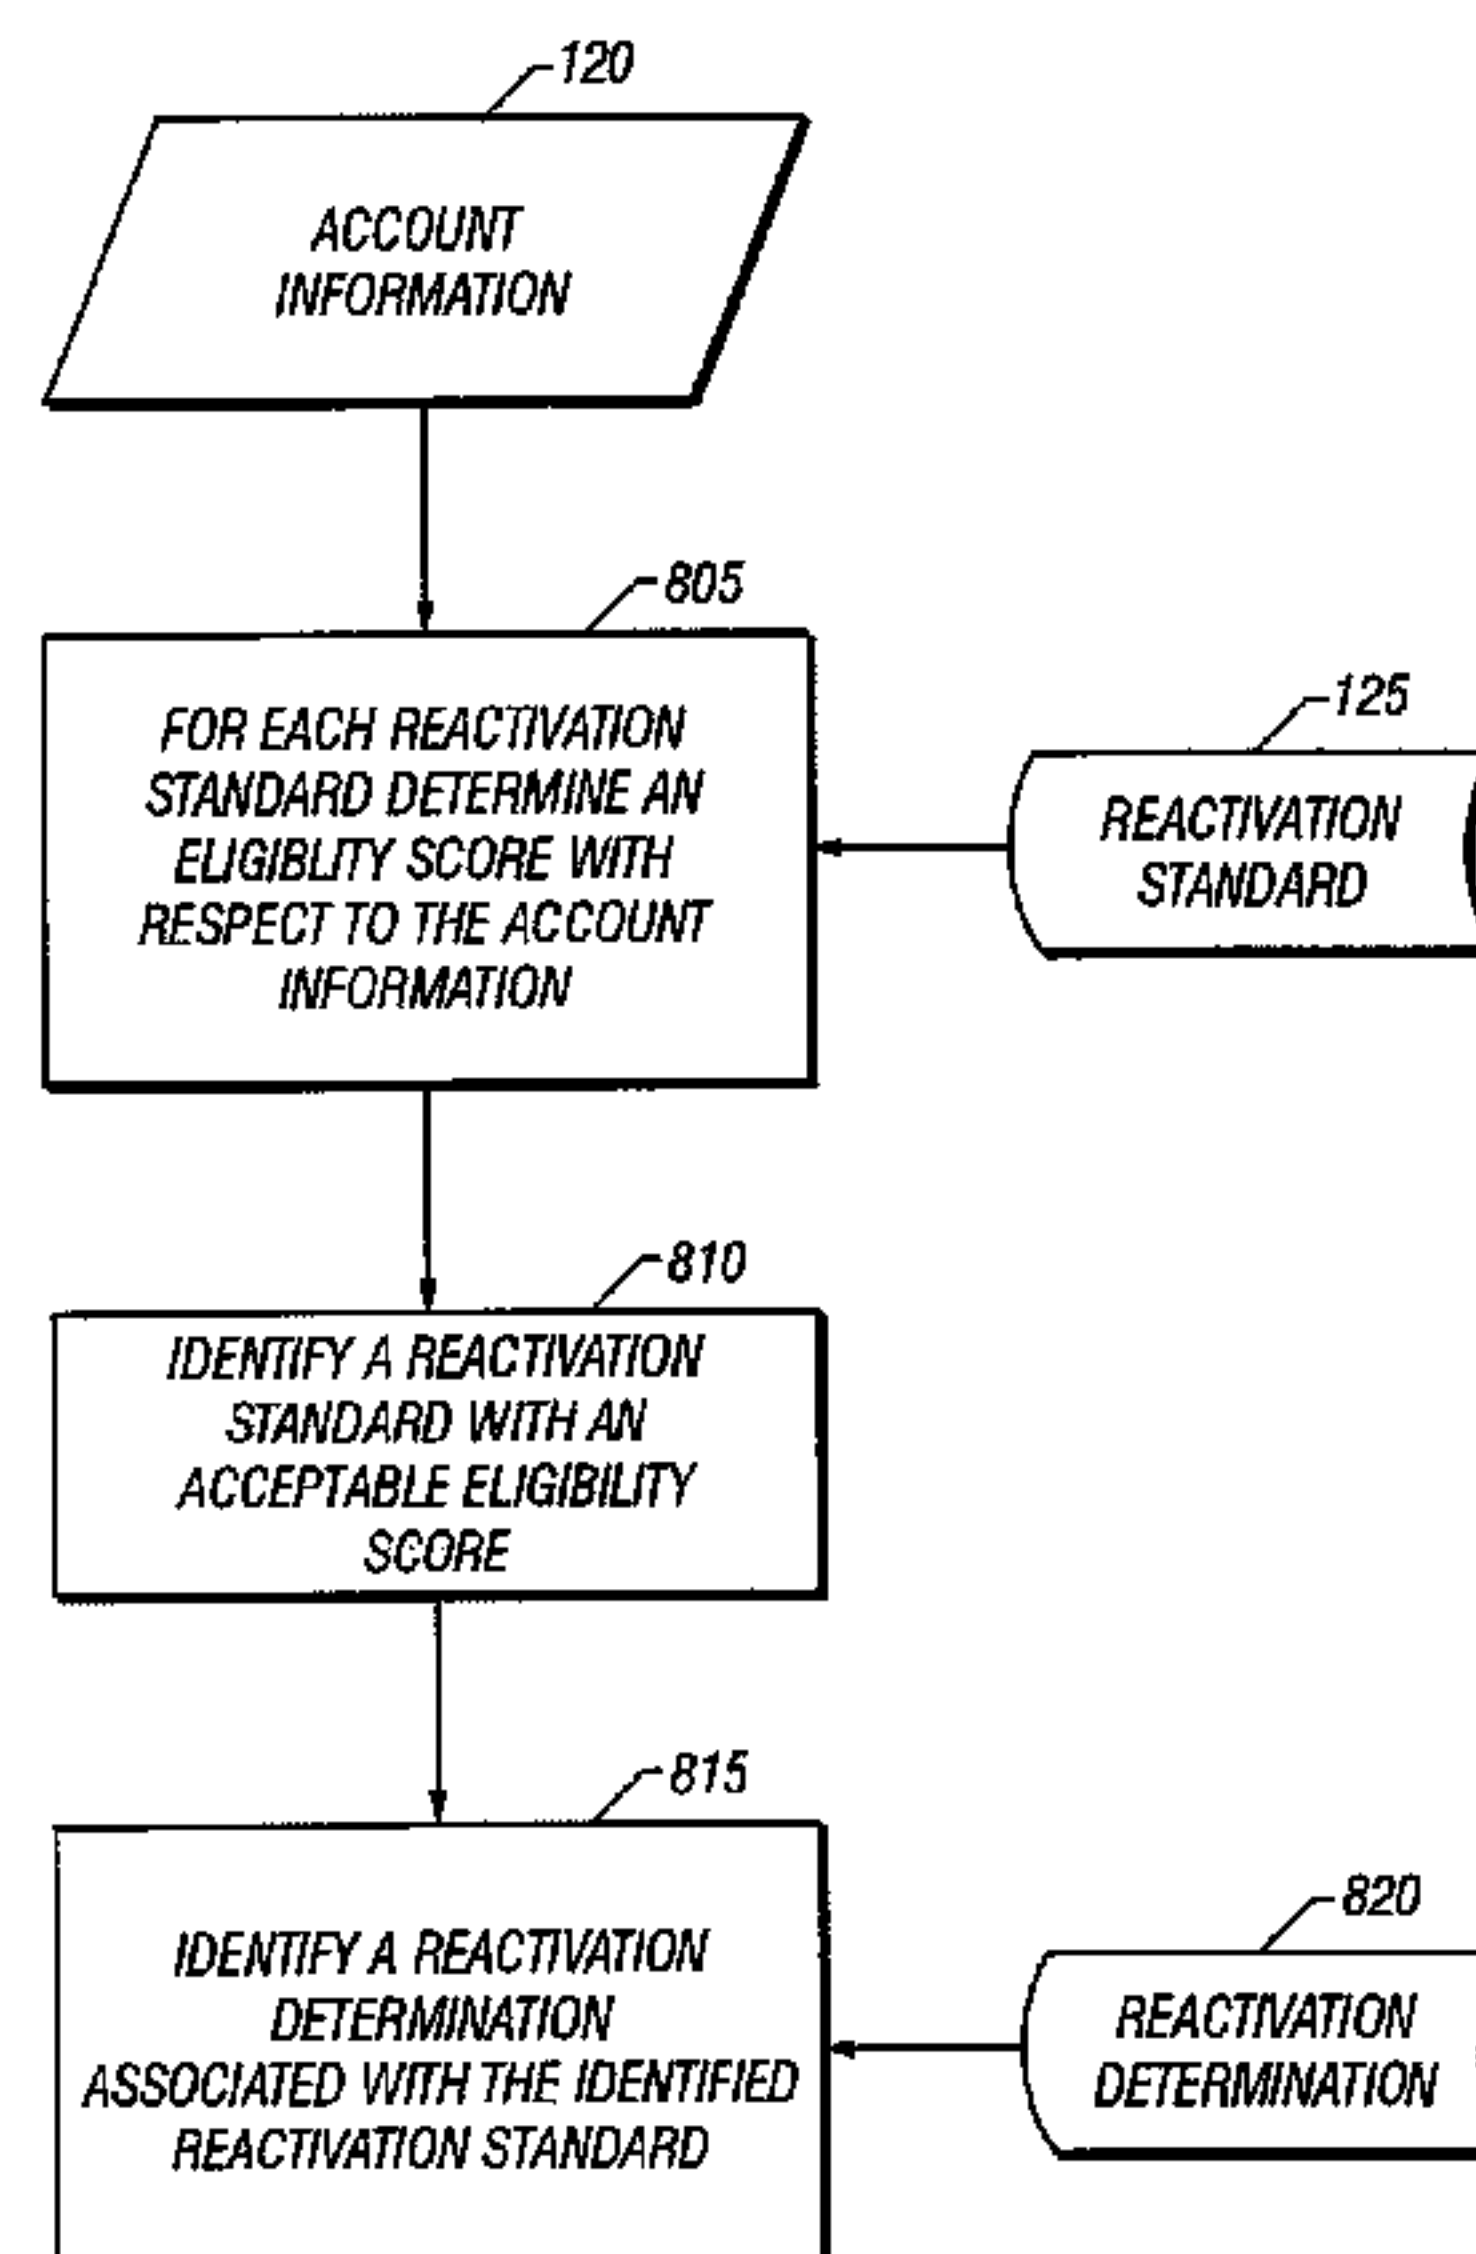 120
ACCOUNT
INFORMATION
805
FOR EACH REACTIVATION
STANDARD DETERMINE AN
ELIGIBLITY SCORE WITH
RESPECT TO THE ACCOUNT
INFORMATION
125
REACTIVATION
STANDARD
810
IDENTIFY A REACTIVATION
STANDARD WITH AN
ACCEPTABLE ELIGIBILITY
SCORE
815
IDENTIFY A REACTIVATION
DETERMINATION
ASSOCIATED WITH THE IDENTIFIED
REACTIVATION STANDARD
820
REACTIVATION
DETERMINATION